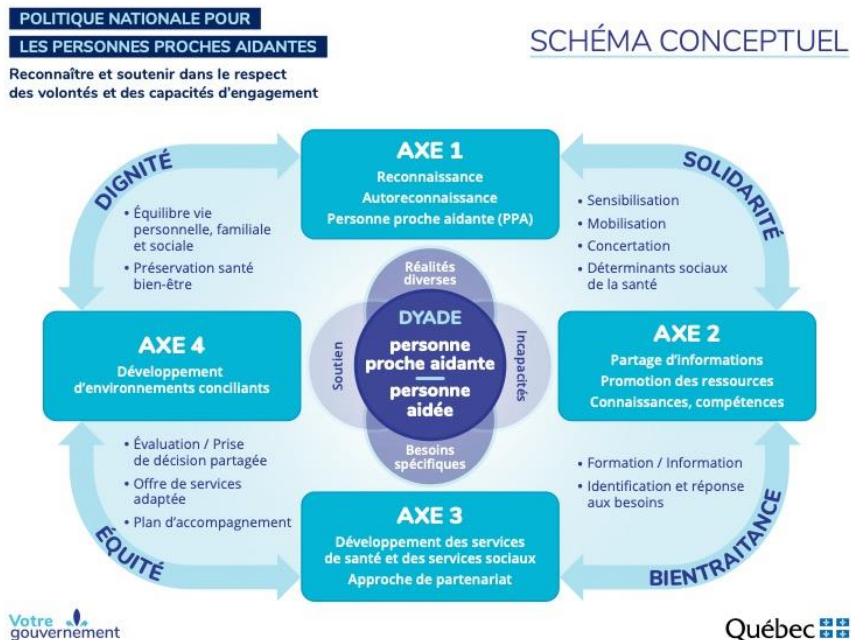 POLITIQUE NATIONALE POUR
LES PERSONNES PROCHES AIDANTES
Reconnaître et soutenir dans le respect
des volontés et des capacités d'engagement
SCHÉMA CONCEPTUEL
AXE 1
Reconnaissance
Autoreconnaissance
Personne proche aidante (PPA)
DIGNITÉ
• Équilibre vie
personnelle, familiale
et sociale
• Préservation santé
bien-être
SOLIDARITÉ
• Sensibilisation
• Mobilisation
• Concertation
• Déterminants sociaux
de la santé
Réalités
diverses
Soutien
DYADE
personne
proche aidante
personne
aidée
Incapacités
Besoins
spécifiques
AXE 4
Développement
d'environnements conciliants
AXE 2
Partage d'informations
Promotion des ressources
Connaissances, compétences
• Évaluation / Prise
de décision partagée
• Offre de services
adaptée
• Plan d'accompagnement
ÉQUITÉ
• Formation / Information
• Identification et réponse
aux besoins
BIENTRAITANCE
AXE 3
Développement des services
de santé et des services sociaux
Approche de partenariat
Votre
gouvernement
Québec